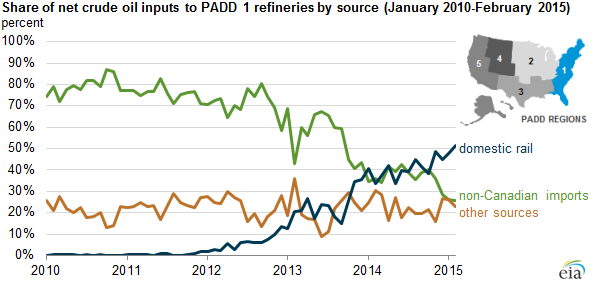 Share of net crude oil inputs to PADD 1 refineries by source (January 2010-February 2015)
percent
100%
90%
80%
70%
60%
50%
40%
30%
20%
10%
0%
2010 2011 2012 2013 2014 2015
5 4 2 1
3
PADD REGIONS
domestic rail
non-Canadian imports
other sources
eia